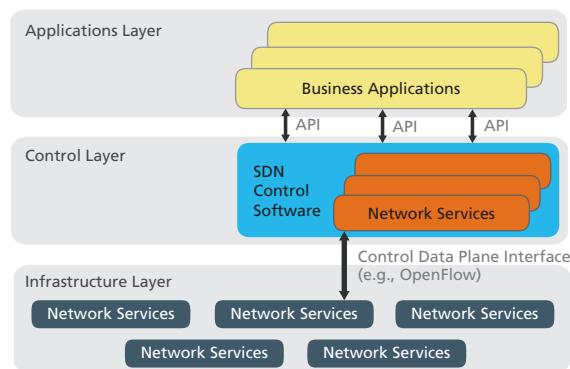 Applications Layer
Business Applications
API
API
API
Control Layer
SDN
Control
Software
Network Services
Control Data Plane Interface
(e.g., OpenFlow)
Infrastructure Layer
Network Services
Network Services
Network Services
Network Services
Network Services